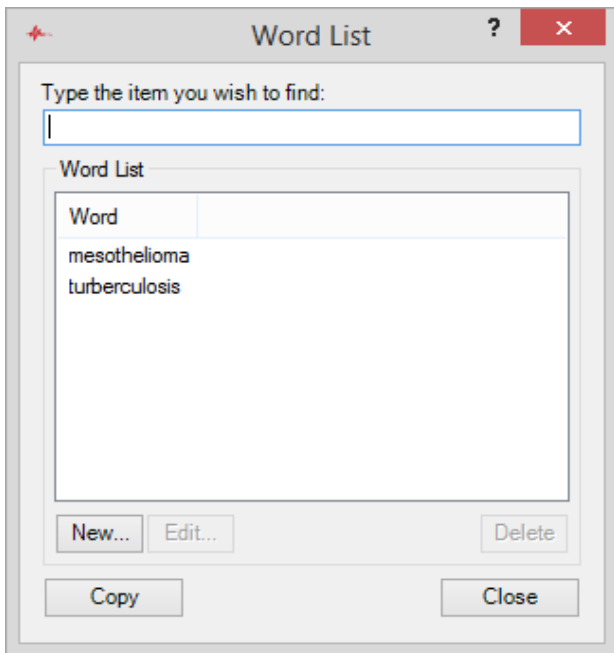 Word List ?
Type the item you wish to find:
Word List
Word
mesothelioma
turberculosis
New... Edit... Delete
Copy Close